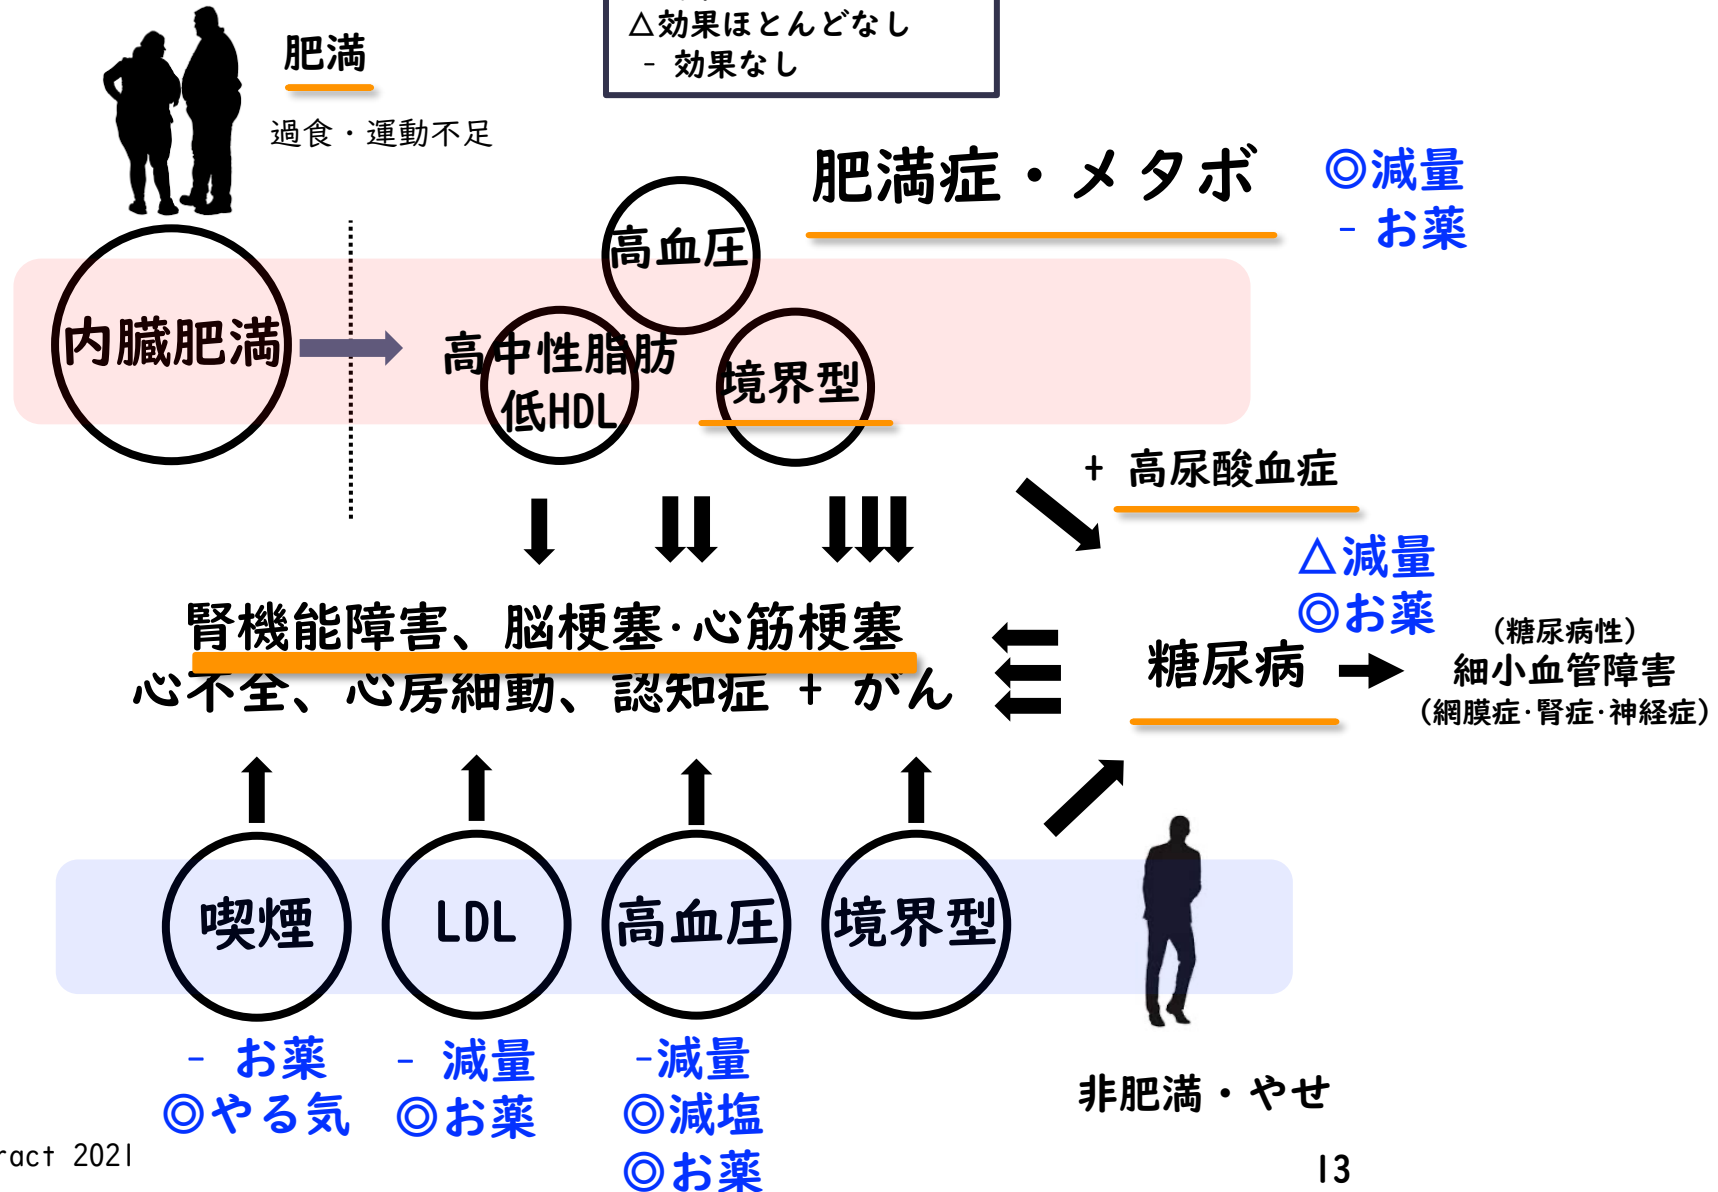 △効果ほとんどなし
- 効果なし
肥満
過食・運動不足
肥満症・メタボ
◎減量
- お薬
高血圧
内臓肥満
高中性脂肪
低HDL
境界型
+ 高尿酸血症
△減量
◎お薬
腎機能障害、脳梗塞·心筋梗塞
心不全、心房細動、認知症 + がん
糖尿病
(糖尿病性)
細小血管障害
(網膜症·腎症·神経症)
喫煙
LDL
高血圧
境界型
- お薬
◎やる気
- 減量
◎お薬
-減量
◎減塩
◎お薬
非肥満・やせ
ract 2021
13